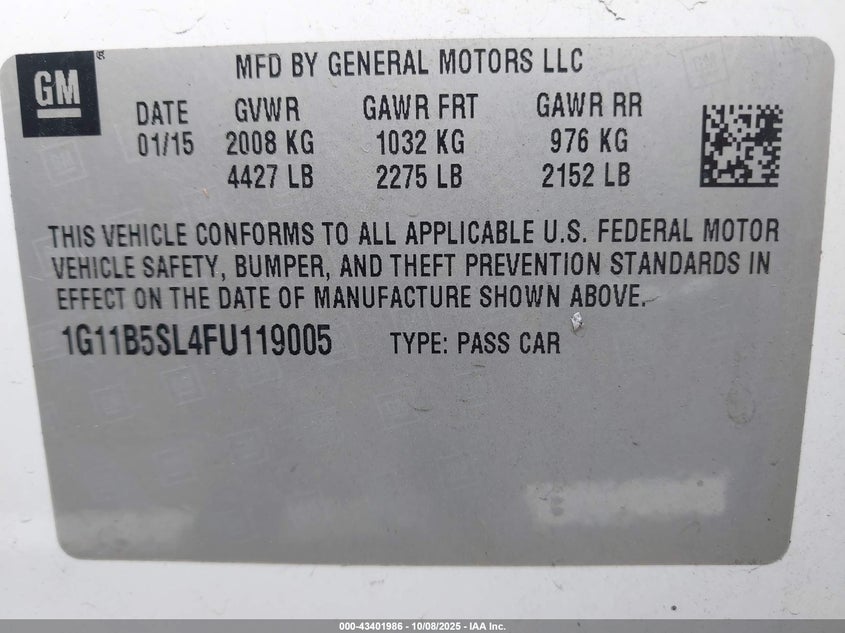 GM ®
MFD BY GENERAL MOTORS LLC
DATE GVWR GAWR FRT GAWR RR
01/15 2008 KG 1032 KG 976 KG
4427 LB 2275 LB 2152 LB
THIS VEHICLE CONFORMS TO ALL APPLICABLE U.S. FEDERAL MOTOR
VEHICLE SAFETY, BUMPER, AND THEFT PREVENTION STANDARDS IN
EFFECT ON THE DATE OF MANUFACTURE SHOWN ABOVE.
1G11B5SL4FU119005 TYPE: PASS CAR
000-43401986 - 10/08/2025 - IAA Inc.